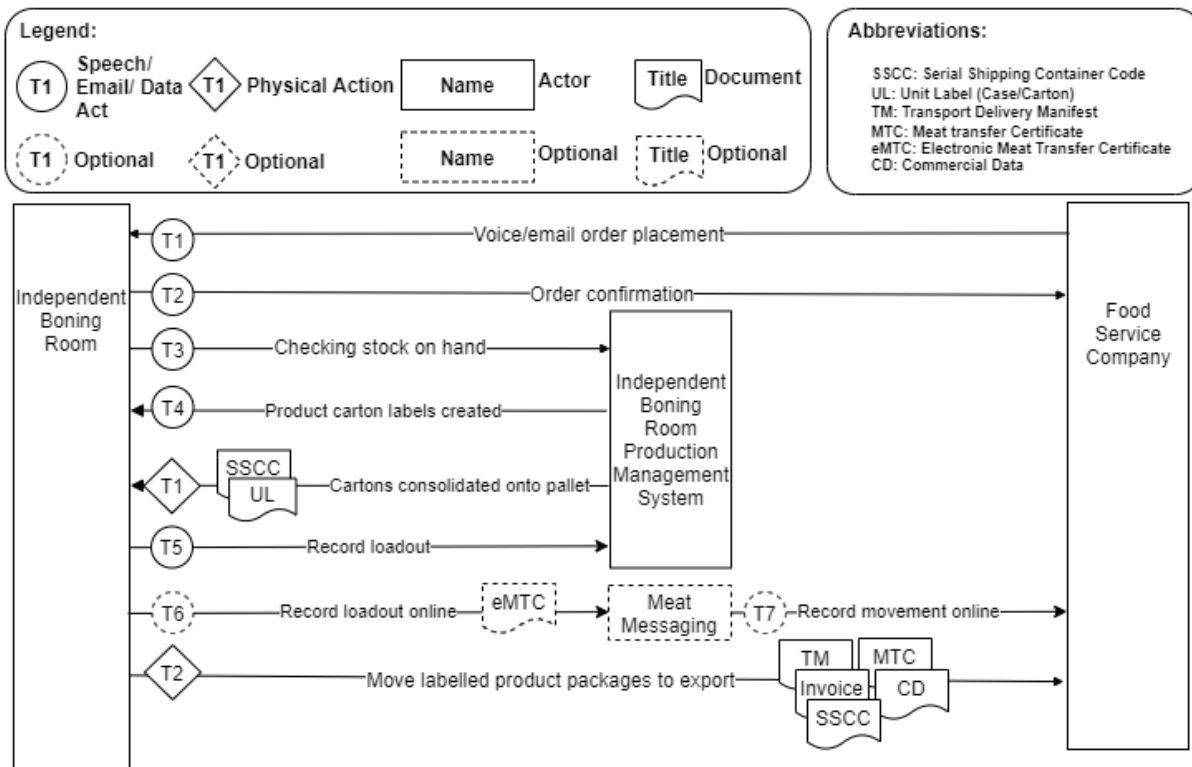 Legend:
T1
Speech/
Email/ Data
Act
T1
Physical Action
Name
Actor
Title
Document
T1
Optional
T1
Optional
Name
Optional
Title
Optional
Abbreviations:
SSCC: Serial Shipping Container Code
UL: Unit Label (Case/Carton)
TM: Transport Delivery Manifest
MTC: Meat transfer Certificate
eMTC: Electronic Meat Transfer Certificate
CD: Commercial Data
Independent
Boning
Room
Food
Service
Company
T1
Voice/email order placement
T2
Order confirmation
T3
Checking stock on hand
Independent
Boning
Room
Production
Management
System
T4
Product carton labels created
T1
SSCC
UL
Cartons consolidated onto pallet
T5
Record loadout
T6
Record loadout online
eMTC
Meat
Messaging
T7
Record movement online
T2
Move labelled product packages to export
TM
MTC
Invoice
CD
SSCC